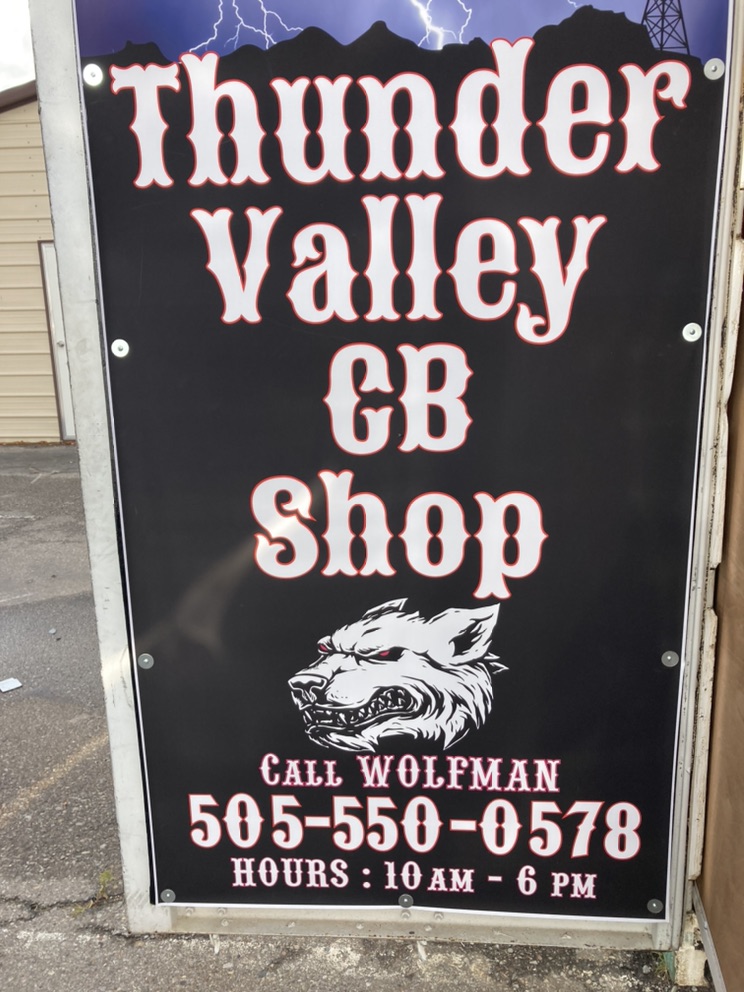 Thunder
Valley
CB
Shop
CALL WOLFMAN
505-550-0578
HOURS : 10 AM - 6 PM